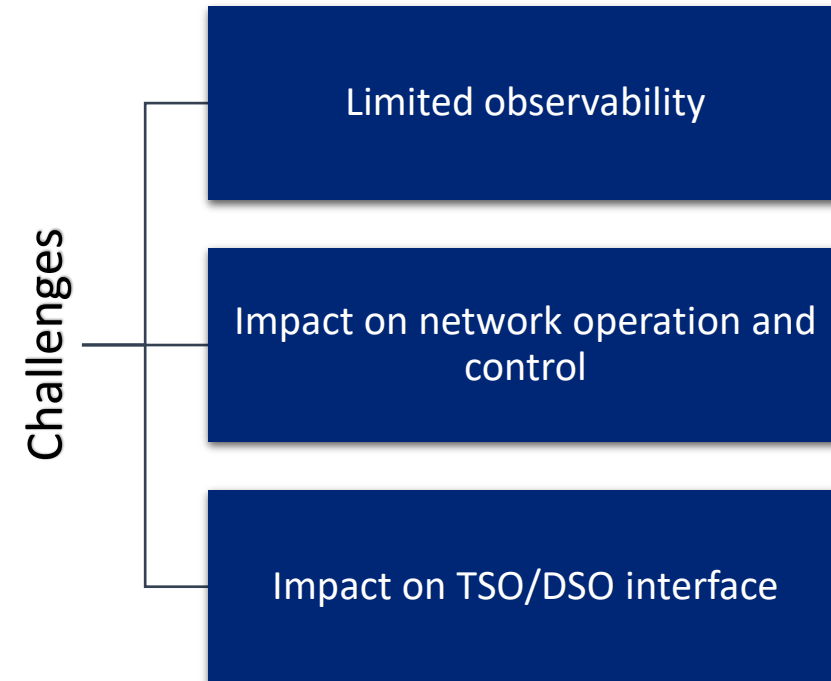 Challenges
Limited observability
Impact on network operation and
control
Impact on TSO/DSO interface